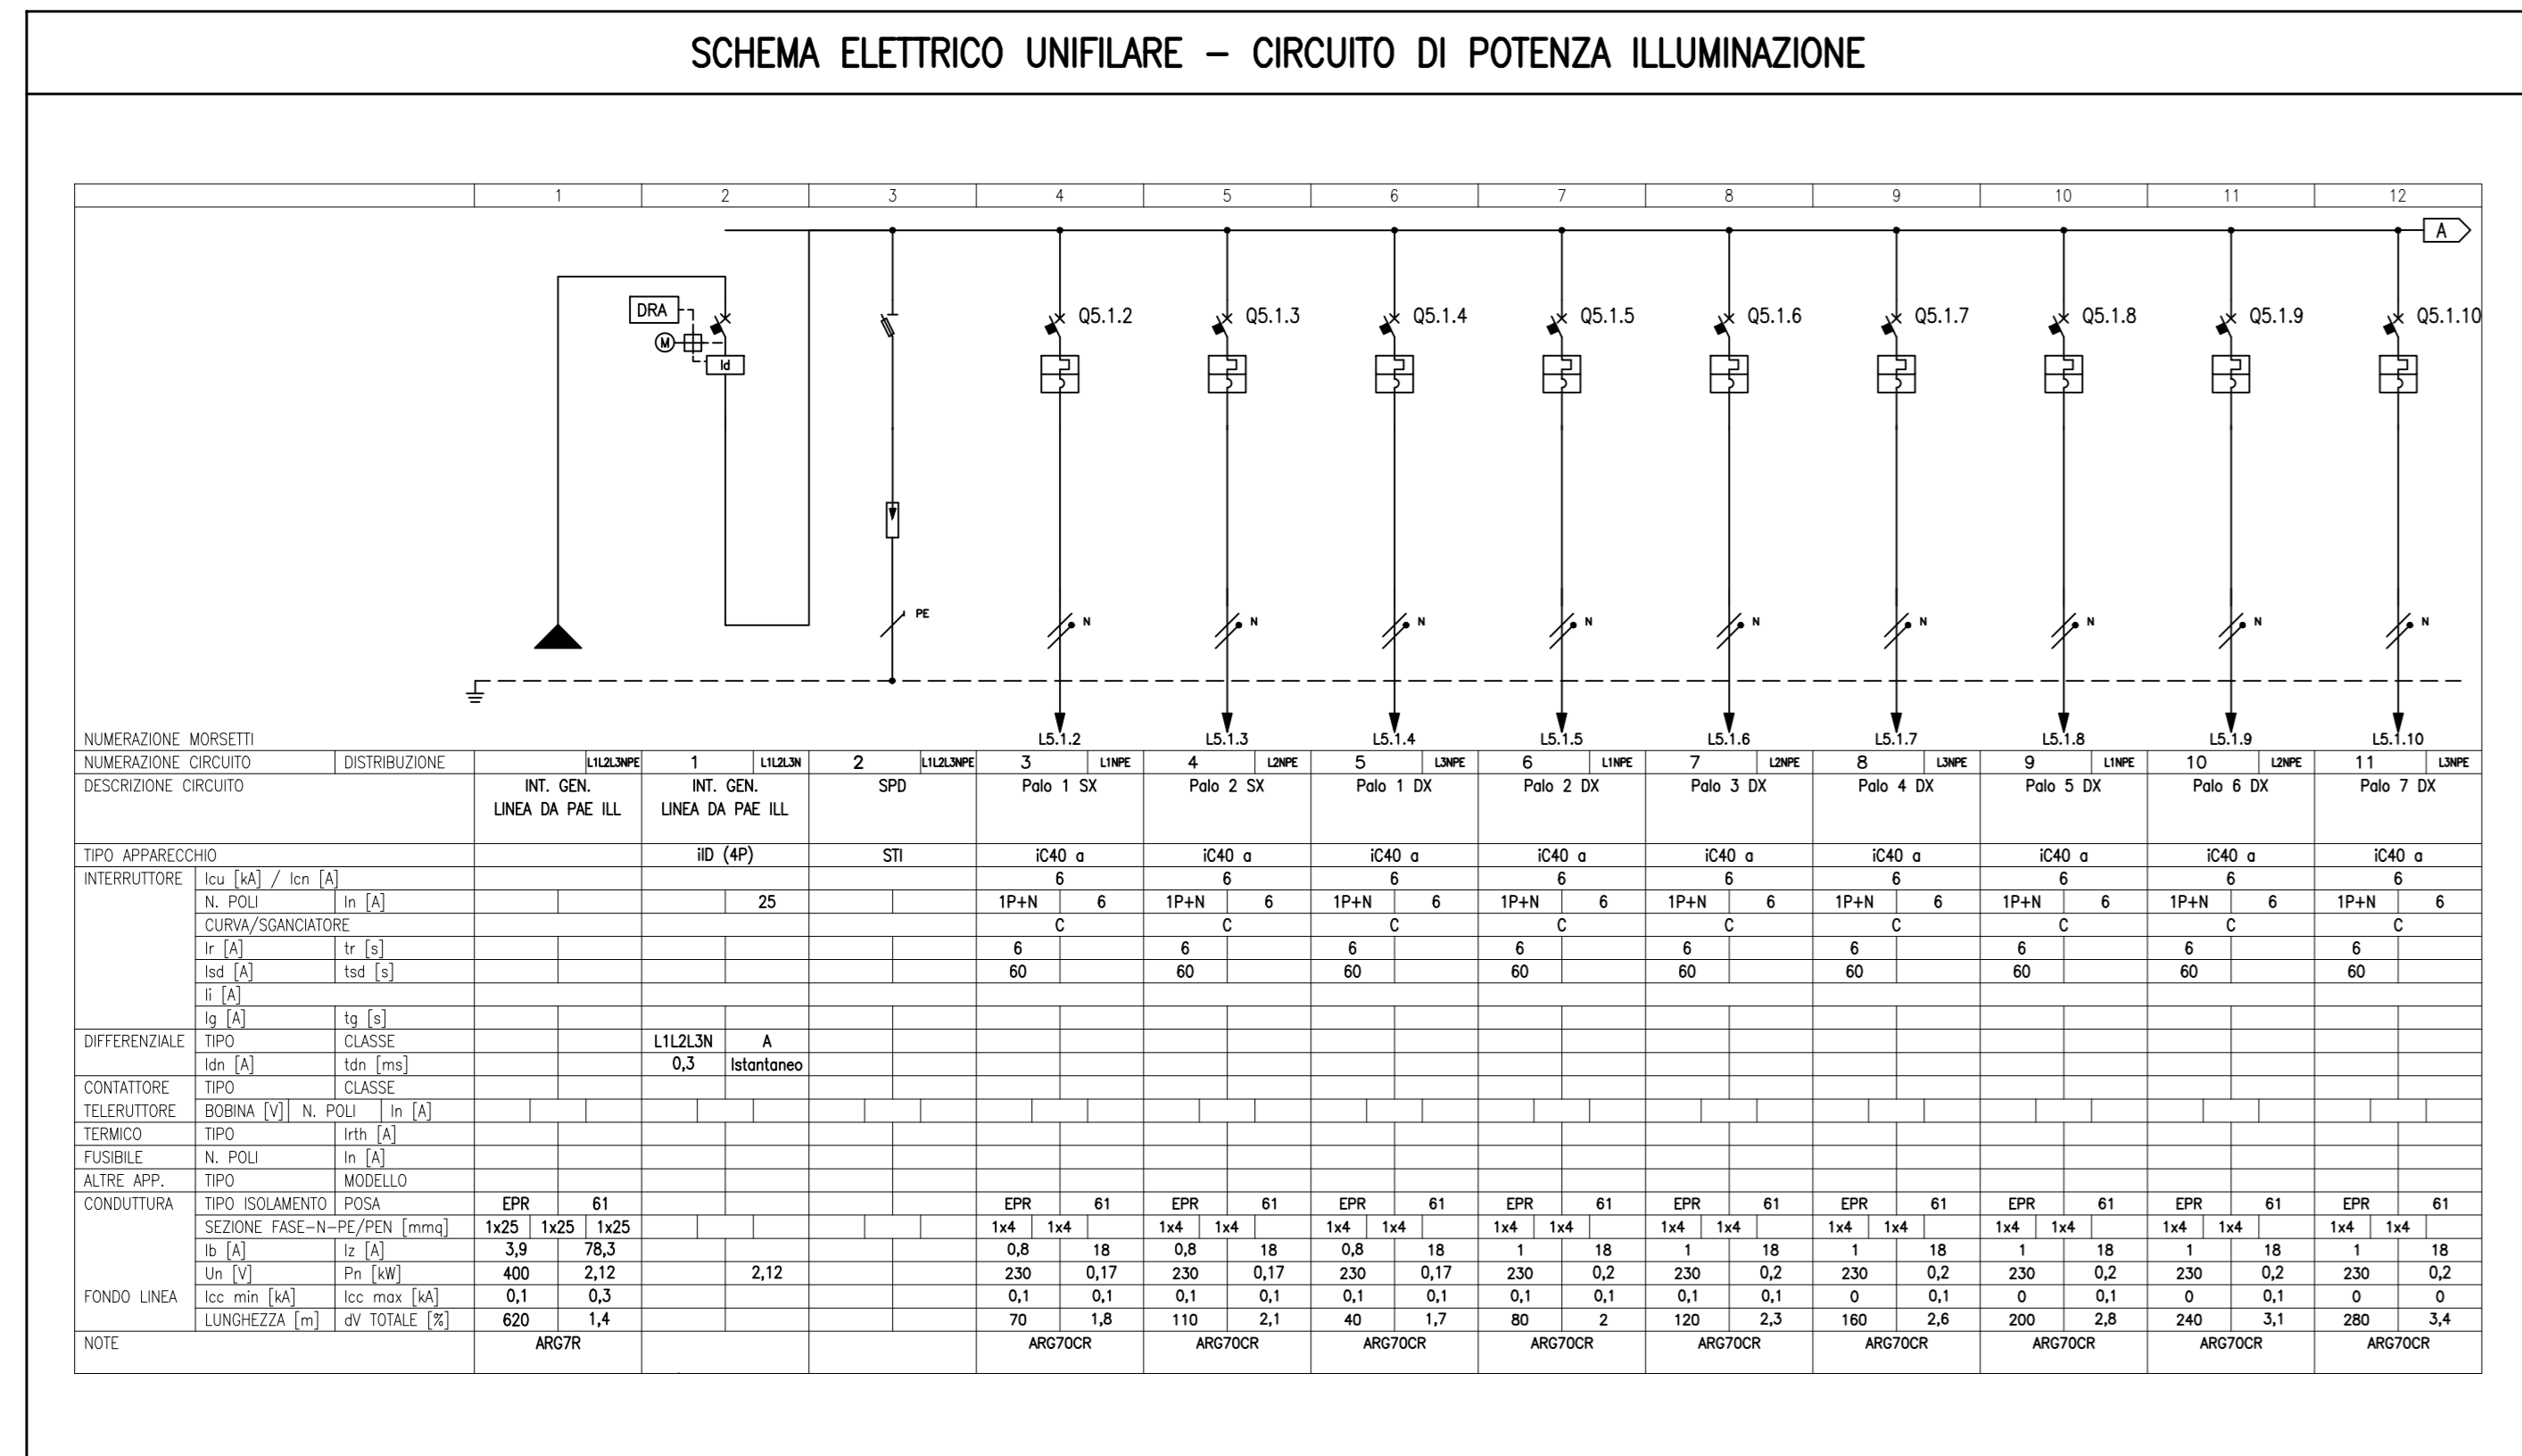 SCHEMA ELETTRICO UNIFILARE – CIRCUITO DI POTENZA ILLUMINAZIONE
1 2 3 4 5 6 7 8 9 10 11 12
A
DRA Q5.1.2 Q5.1.3 Q5.1.4 Q5.1.5 Q5.1.6 Q5.1.7 Q5.1.8 Q5.1.9 Q5.1.10
M
Id
PE N N N N N N N N N
NUMERAZIONE MORSETTI L5.1.2 L5.1.3 L5.1.4 L5.1.5 L5.1.6 L5.1.7 L5.1.8 L5.1.9 L5.1.10
NUMERAZIONE CIRCUITO DISTRIBUZIONE L1L2L3NPE 1 L1L2L3N 2 L1L2L3NPE 3 L1NPE 4 L2NPE 5 L3NPE 6 L1NPE 7 L2NPE 8 L3NPE 9 L1NPE 10 L2NPE 11 L3NPE
DESCRIZIONE CIRCUITO INT. GEN. INT. GEN. SPD Palo 1 SX Palo 2 SX Palo 1 DX Palo 2 DX Palo 3 DX Palo 4 DX Palo 5 DX Palo 6 DX Palo 7 DX
LINEA DA PAE ILL LINEA DA PAE ILL
TIPO APPARECCHIO iID (4P) STI iC40 a iC40 a iC40 a iC40 a iC40 a iC40 a iC40 a iC40 a iC40 a
INTERRUTTORE Icu [kA] / Icn [A] 6 6 6 6 6 6 6 6 6
N. POLI In [A] 25 1P+N 6 1P+N 6 1P+N 6 1P+N 6 1P+N 6 1P+N 6 1P+N 6 1P+N 6 1P+N 6
CURVA/SGANCIATORE C C C C C C C C C
Ir [A] tr [s] 6 6 6 6 6 6 6 6 6
Isd [A] tsd [s] 60 60 60 60 60 60 60 60 60
Ii [A]
Ig [A] tg [s]
DIFFERENZIALE TIPO CLASSE L1L2L3N A
Idn [A] tdn [ms] 0,3 Istantaneo
CONTATTORE TIPO CLASSE
TELERUTTORE BOBINA [V] N. POLI In [A]
TERMICO TIPO Irth [A]
FUSIBILE N. POLI In [A]
ALTRE APP. TIPO MODELLO
CONDUTTURA TIPO ISOLAMENTO POSA EPR 61 EPR 61 EPR 61 EPR 61 EPR 61 EPR 61 EPR 61 EPR 61 EPR 61 EPR 61
SEZIONE FASE–N–PE/PEN [mmq] 1x25 1x25 1x25 1x4 1x4 1x4 1x4 1x4 1x4 1x4 1x4 1x4 1x4 1x4 1x4 1x4 1x4 1x4 1x4 1x4 1x4
Ib [A] Iz [A] 3,9 78,3 0,8 18 0,8 18 0,8 18 1 18 1 18 1 18 1 18 1 18 1 18
Un [V] Pn [kW] 400 2,12 2,12 230 0,17 230 0,17 230 0,17 230 0,2 230 0,2 230 0,2 230 0,2 230 0,2 230 0,2
FONDO LINEA Icc min [kA] Icc max [kA] 0,1 0,3 0,1 0,1 0,1 0,1 0,1 0,1 0,1 0,1 0,1 0,1 0 0,1 0 0,1 0 0,1 0 0
LUNGHEZZA [m] dV TOTALE [%] 620 1,4 70 1,8 110 2,1 40 1,7 80 2 120 2,3 160 2,6 200 2,8 240 3,1 280 3,4
NOTE ARG7R ARG7OCR ARG7OCR ARG7OCR ARG7OCR ARG7OCR ARG7OCR ARG7OCR ARG7OCR ARG7OCR